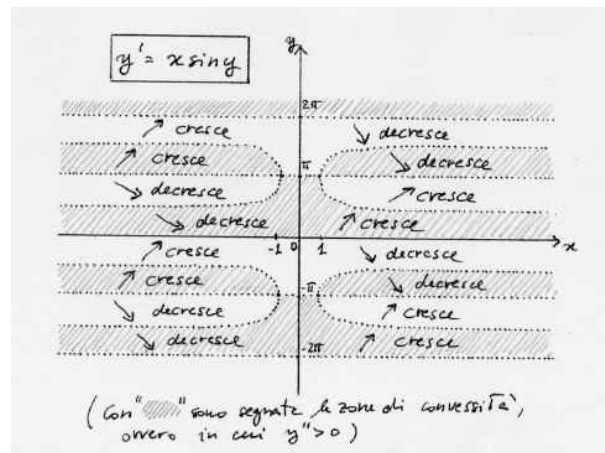 y' = x sin y
y
2π
cresce
decresce
cresce
decresce
π
decresce
cresce
decresce
cresce
-1 0 1 x
cresce
decresce
cresce
decresce
-π
decresce
cresce
decresce
cresce
-2π
(Con " " sono segnate le zone di convessità,
ovvero in cui y''>0)